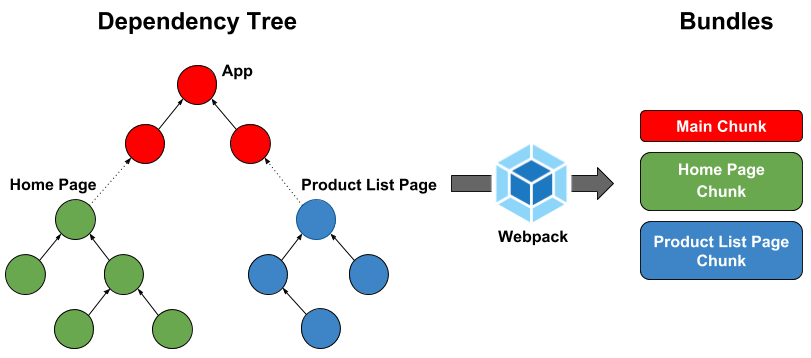 Dependency Tree
Bundles
App
Home Page
Product List Page
Webpack
Main Chunk
Home Page
Chunk
Product List Page
Chunk